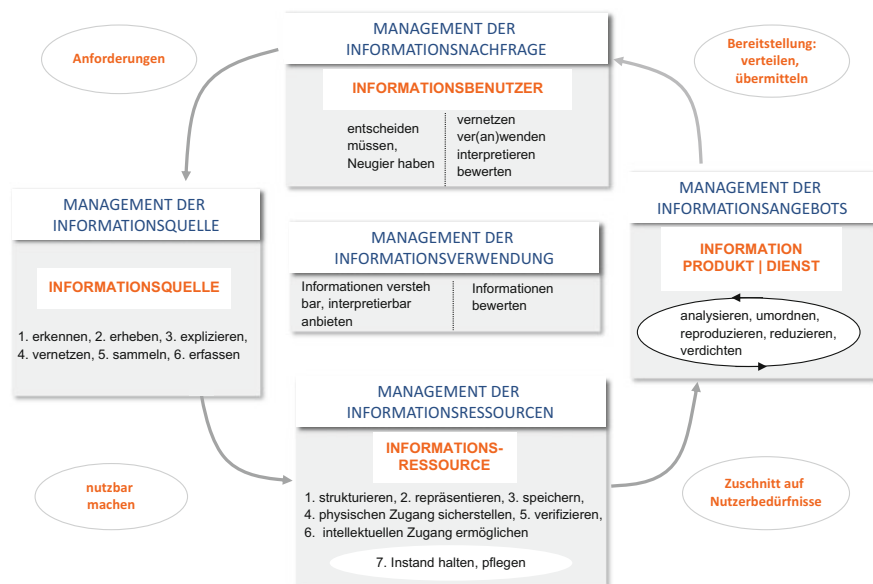 MANAGEMENT DER
INFORMATIONSNACHFRAGE
INFORMATIONSBENUTZER
entscheiden
müssen,
Neugier haben
vernetzen
ver(an)wenden
interpretieren
bewerten
Anforderungen
Bereitstellung:
verteilen,
übermitteln
MANAGEMENT DER
INFORMATIONSQUELLE
INFORMATIONSQUELLE
1. erkennen, 2. erheben, 3. explizieren,
4. vernetzen, 5. sammeln, 6. erfassen
MANAGEMENT DER
INFORMATIONSVERWENDUNG
Informationen versteh
bar, interpretierbar
anbieten
Informationen
bewerten
MANAGEMENT DER
INFORMATIONSANGEBOTS
INFORMATION
PRODUKT | DIENST
analysieren, umordnen,
reproduzieren, reduzieren,
verdichten
MANAGEMENT DER
INFORMATIONSRESSOURCEN
INFORMATIONS-
RESSOURCE
1. strukturieren, 2. repräsentieren, 3. speichern,
4. physischen Zugang sicherstellen, 5. verifizieren,
6. intellektuellen Zugang ermöglichen
7. Instand halten, pflegen
nutzbar
machen
Zuschnitt auf
Nutzerbedürfnisse